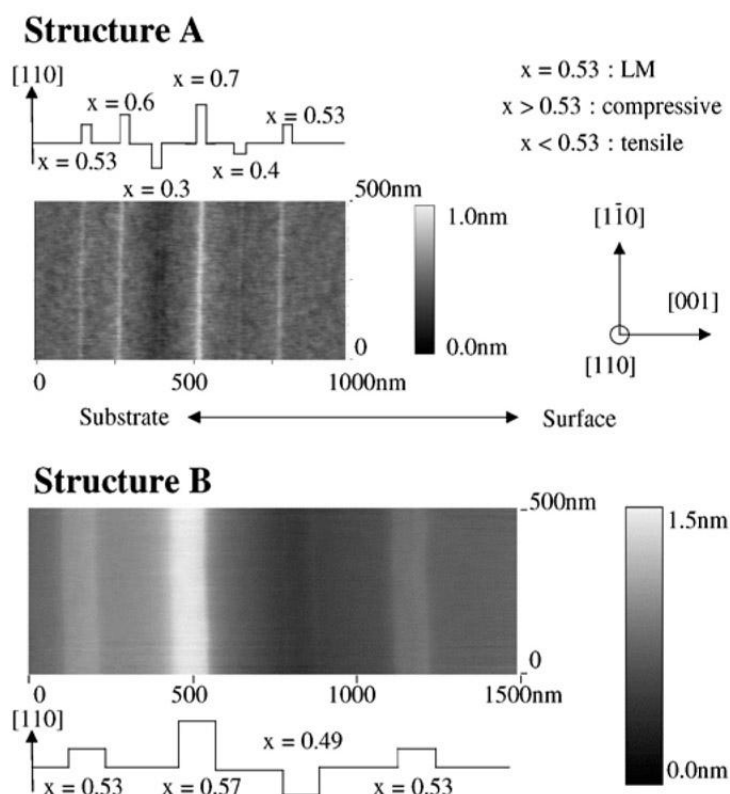 Structure A
[110]
x = 0.7
x = 0.6
x = 0.53
x = 0.53
x = 0.4
x = 0.3
x = 0.53 : LM
x > 0.53 : compressive
x < 0.53 : tensile
500nm
0
0 500 1000nm
1.0nm
0.0nm
[11̄0]
[001]
[110]
Substrate Surface
Structure B
500nm
0
0 500 1000 1500nm
1.5nm
0.0nm
[110]
x = 0.49
x = 0.53 x = 0.57 x = 0.53